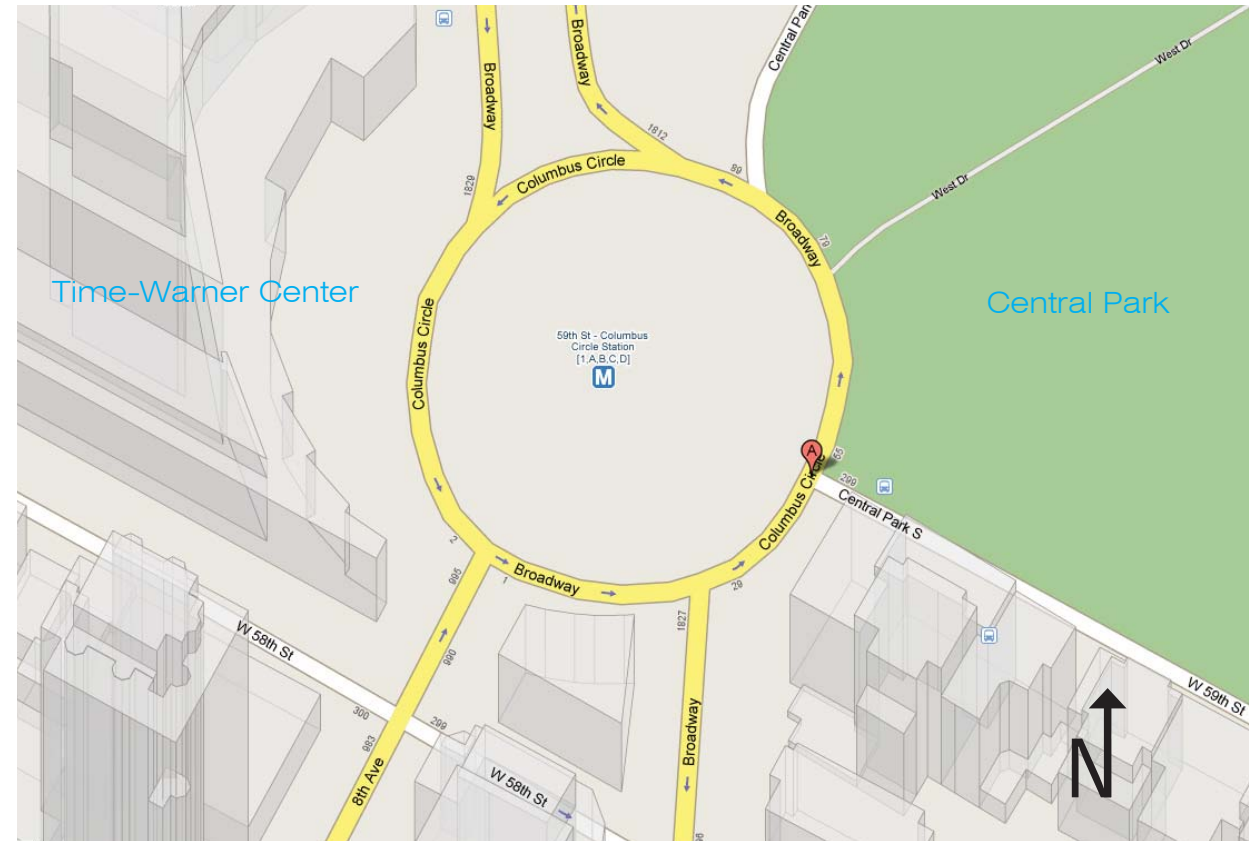 Broadway
Broadway
Central Par
West Dr
1812
Columbus Circle
89
1829
West Dr
Broadway
79
Time-Warner Center
Central Park
Columbus Circle
59th St - Columbus
Circle Station
[1,A,B,C,D]
M
A
55
299
Columbus Circle
Central Park S
2
995
1
Broadway
29
1827
W 58th St
990
W 59th St
300
299
983
Broadway
8th Ave
W 58th St
N